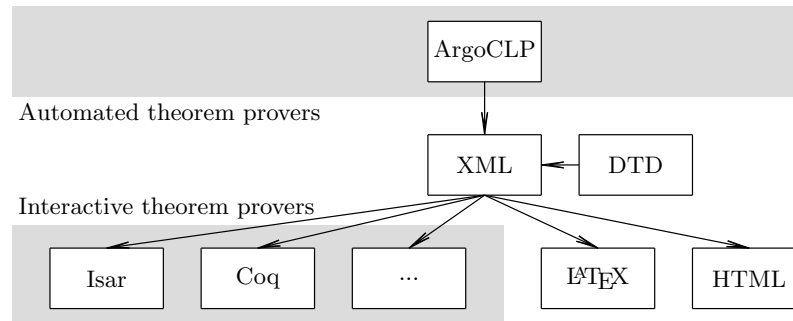 ArgoCLP
Automated theorem provers
XML DTD
Interactive theorem provers
Isar Coq ... LATEX HTML